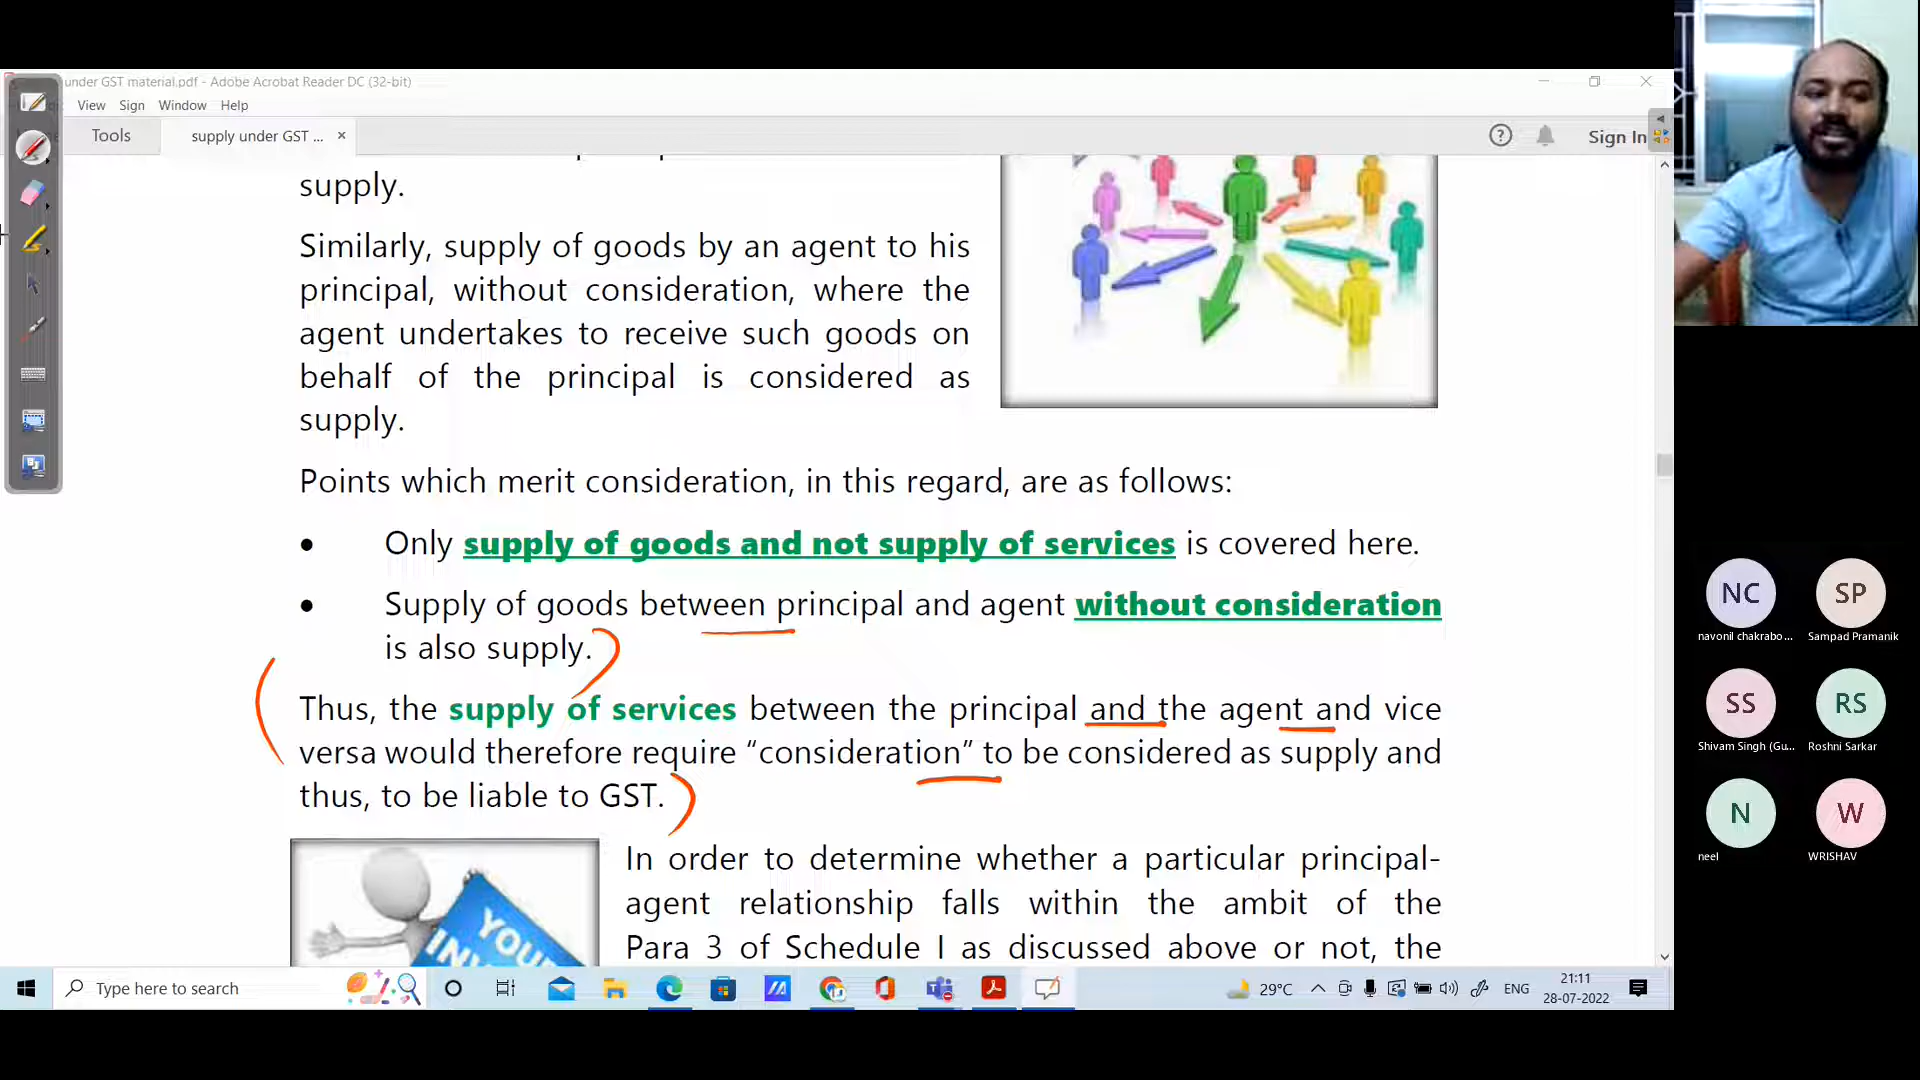 under GST material.pdf - Adobe Acrobat Reader DC (32-bit)
View Sign Window Help
Tools supply under GST ... × Sign In
supply.
Similarly, supply of goods by an agent to his
principal, without consideration, where the
agent undertakes to receive such goods on
behalf of the principal is considered as
supply.
Points which merit consideration, in this regard, are as follows:
• Only supply of goods and not supply of services is covered here.
• Supply of goods between principal and agent without consideration
is also supply.
Thus, the supply of services between the principal and the agent and vice
versa would therefore require “consideration” to be considered as supply and
thus, to be liable to GST.
YOUR
In order to determine whether a particular principal-
agent relationship falls within the ambit of the
Para 3 of Schedule I as discussed above or not, the
NC SP
navonil chakrabo... Sampad Pramanik
SS RS
Shivam Singh (Gu... Roshni Sarkar
N W
neel WRISHAV
Type here to search
29°C ENG
21:11
28-07-2022